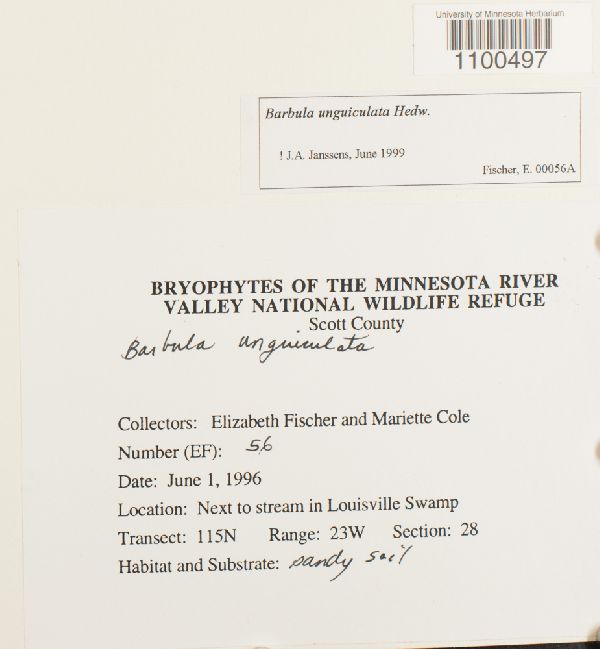 University of Minnesota Herbarium
1100497
Barbula unguiculata Hedw.
! J.A. Janssens, June 1999
Fischer, E. 00056A
BRYOPHYTES OF THE MINNESOTA RIVER
VALLEY NATIONAL WILDLIFE REFUGE
Scott County
Barbula unguiculata
Collectors: Elizabeth Fischer and Mariette Cole
Number (EF): 56
Date: June 1, 1996
Location: Next to stream in Louisville Swamp
Transect: 115N Range: 23W Section: 28
Habitat and Substrate: sandy soil